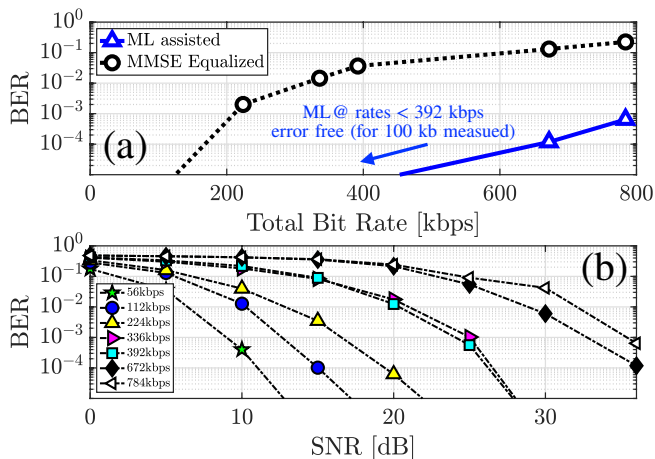 10^0
10^-1
10^-2
10^-3
10^-4
BER
ML assisted
MMSE Equalized
ML@ rates < 392 kbps
error free (for 100 kb measued)
(a)
0 200 400 600 800
Total Bit Rate [kbps]
10^0
10^-1
10^-2
10^-3
10^-4
BER
(b)
56kbps
112kbps
224kbps
336kbps
392kbps
672kbps
784kbps
0 10 20 30
SNR [dB]